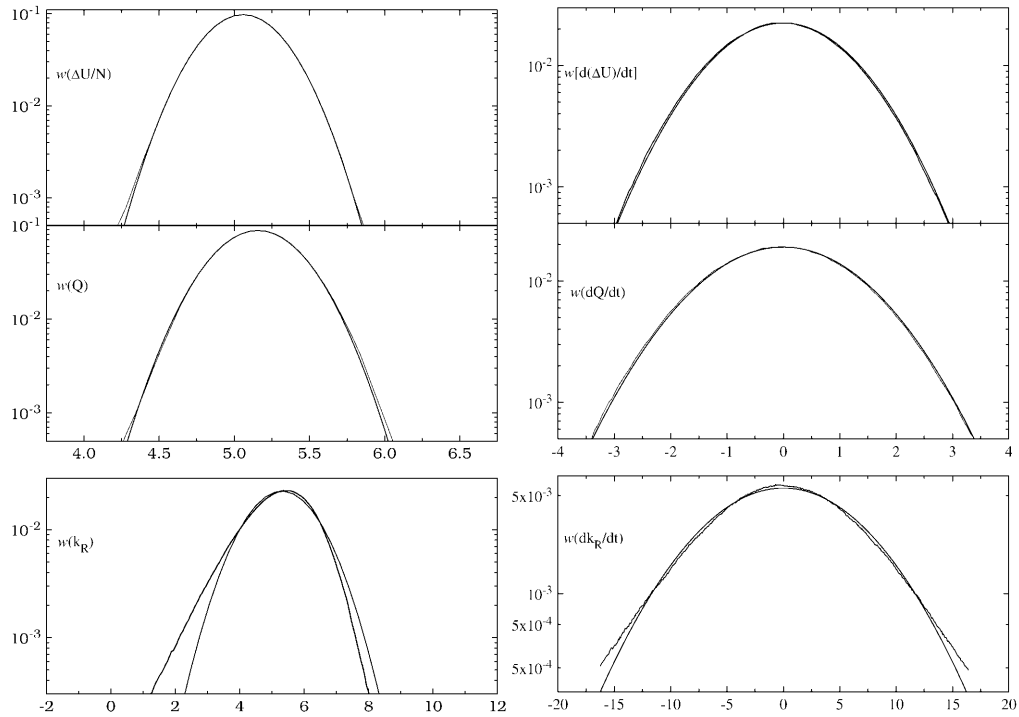 10^-1
w(ΔU/N)
10^-2
10^-3
10^-1
w(Q)
10^-2
10^-3
4.0 4.5 5.0 5.5 6.0 6.5
w(k_R)
10^-2
10^-3
-2 0 2 4 6 8 10 12
10^-2
w[d(ΔU)/dt]
10^-3
10^-2
w(dQ/dt)
10^-3
-4 -3 -2 -1 0 1 2 3 4
5x10^-3
w(dk_R/dt)
10^-3
5x10^-4
5x10^-4
-20 -15 -10 -5 0 5 10 15 20